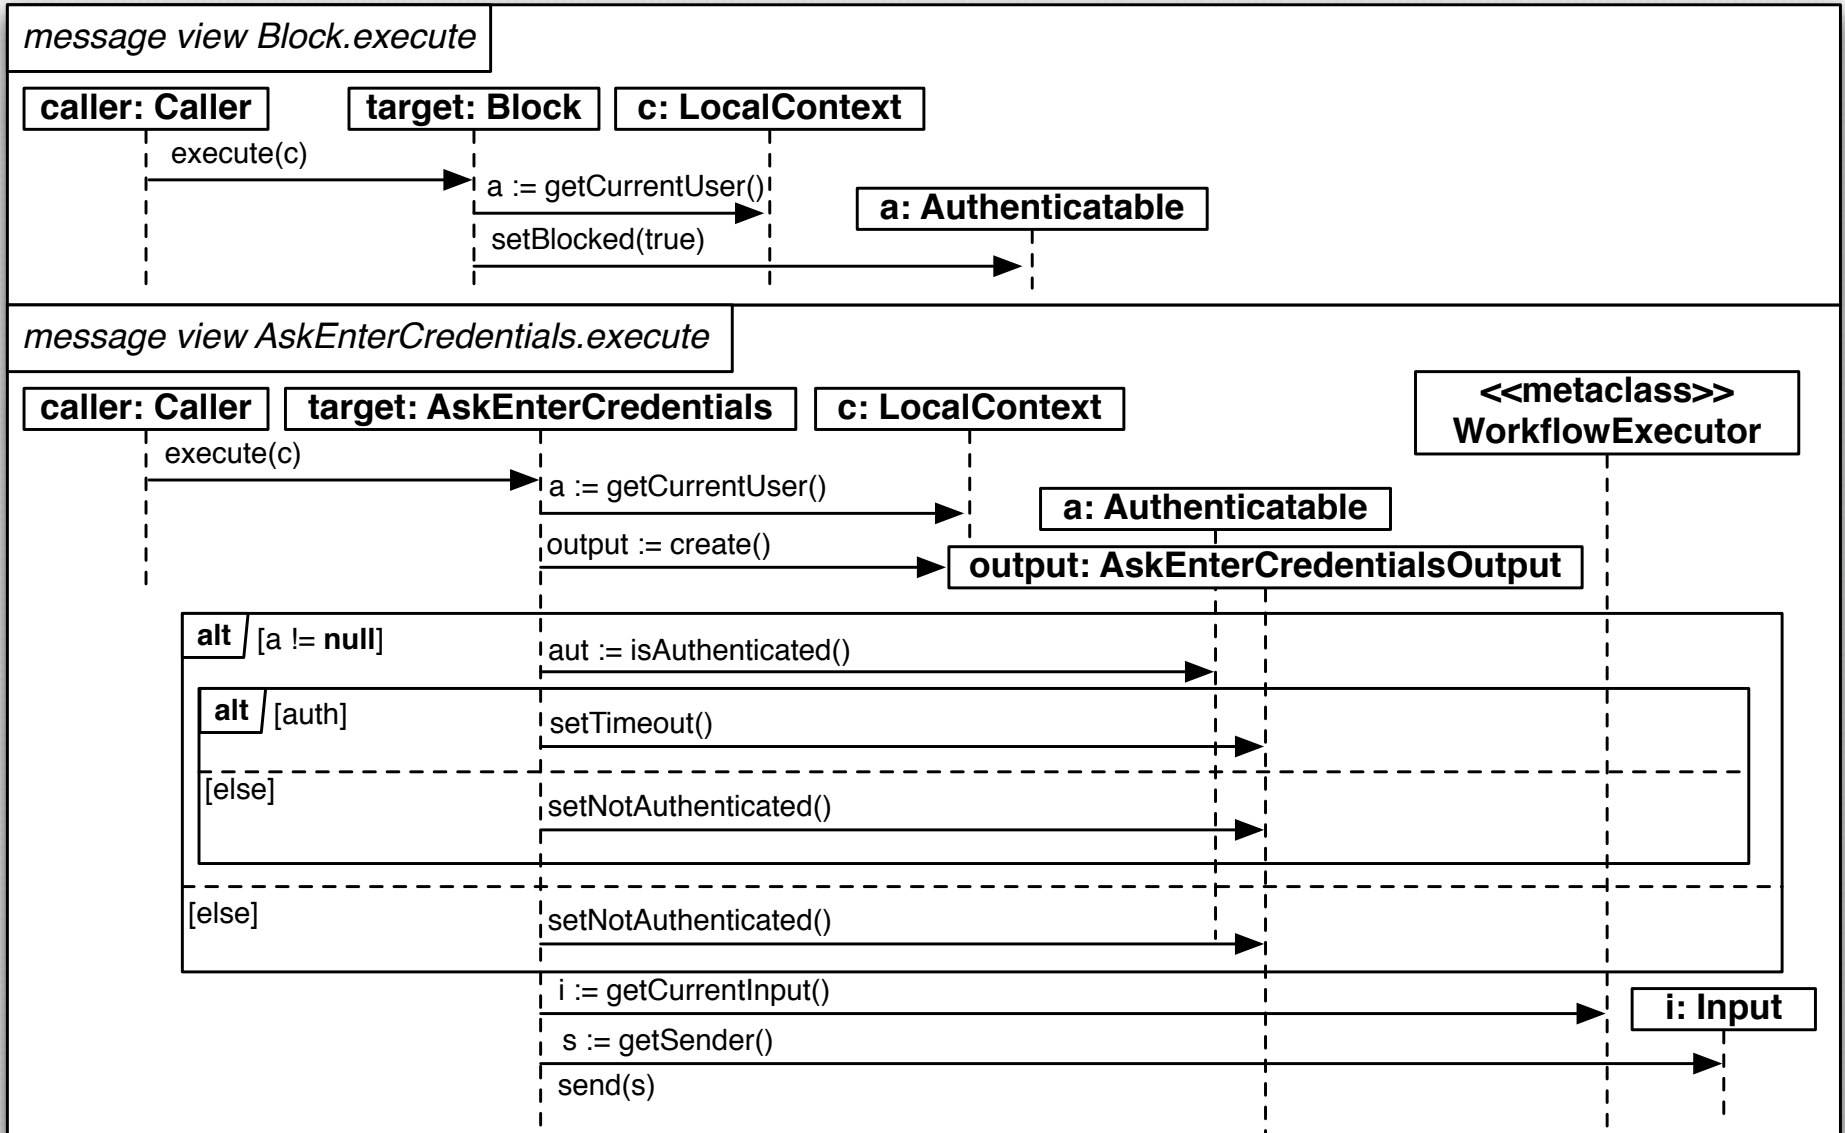 message view Block.execute
caller: Caller
target: Block
c: LocalContext
execute(c)
a := getCurrentUser()
a: Authenticatable
setBlocked(true)
message view AskEnterCredentials.execute
caller: Caller
target: AskEnterCredentials
c: LocalContext
<<metaclass>>
WorkflowExecutor
execute(c)
a := getCurrentUser()
a: Authenticatable
output := create()
output: AskEnterCredentialsOutput
alt [a != null]
aut := isAuthenticated()
alt [auth]
setTimeout()
[else]
setNotAuthenticated()
[else]
setNotAuthenticated()
i := getCurrentInput()
i: Input
s := getSender()
send(s)